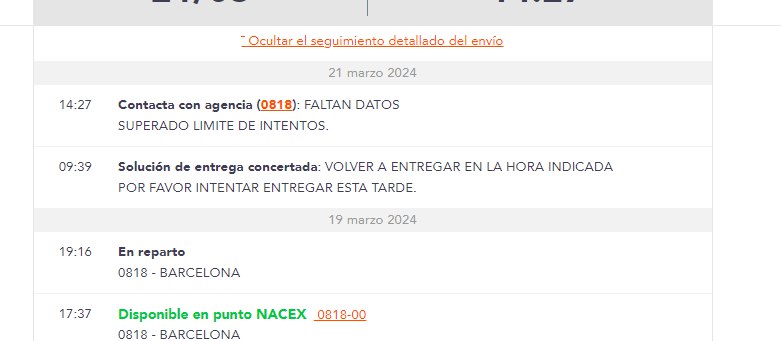 Ocultar el seguimiento detallado del envío
21 marzo 2024
14:27 Contacta con agencia (0818): FALTAN DATOS
SUPERADO LIMITE DE INTENTOS.
09:39 Solución de entrega concertada: VOLVER A ENTREGAR EN LA HORA INDICADA
POR FAVOR INTENTAR ENTREGAR ESTA TARDE.
19 marzo 2024
19:16 En reparto
0818 - BARCELONA
17:37 Disponible en punto NACEX 0818-00
0818 - BARCELONA